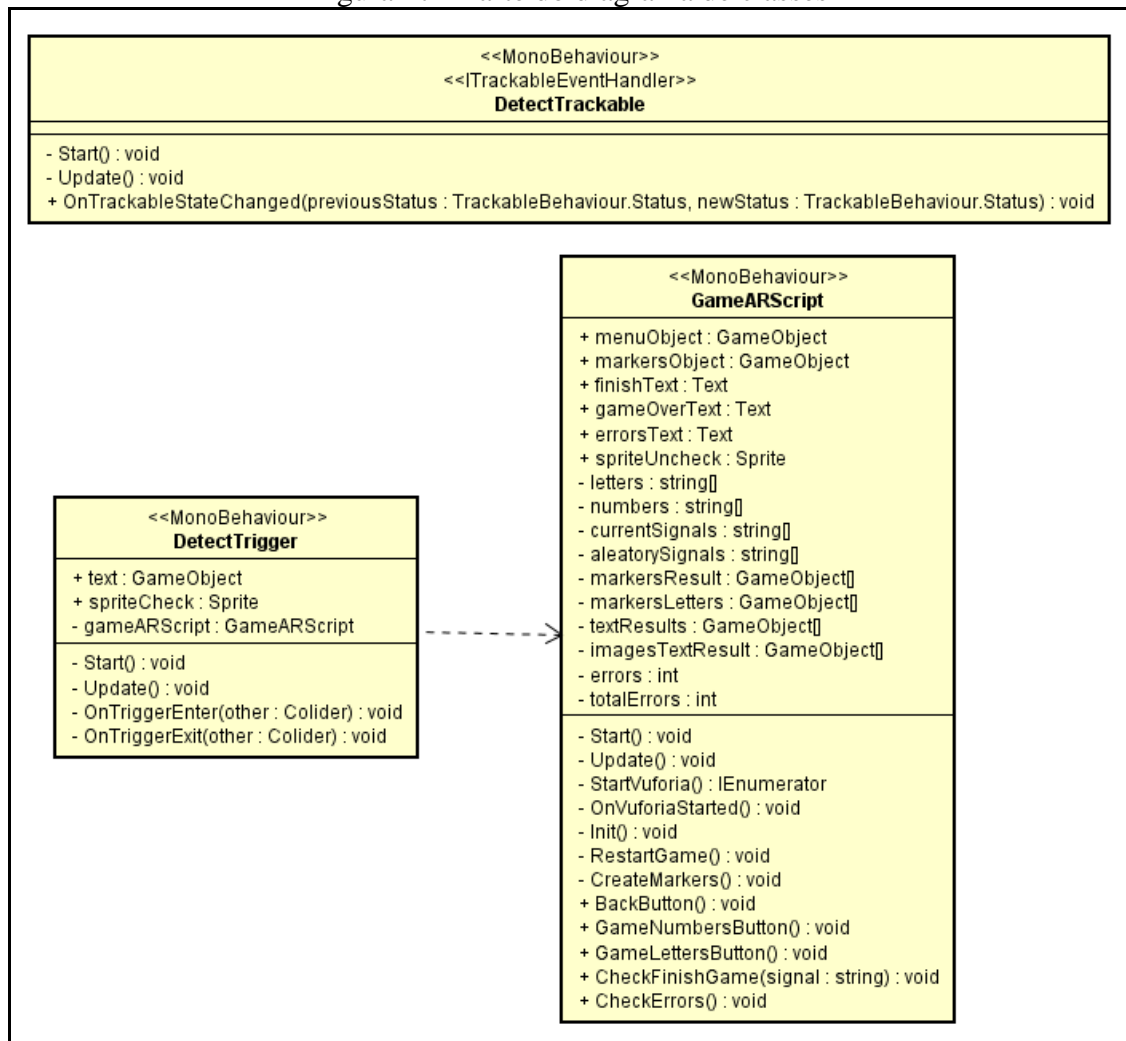 <<MonoBehaviour>>
<<ITrackableEventHandler>>
DetectTrackable
- Start() : void
- Update() : void
+ OnTrackableStateChanged(previousStatus : TrackableBehaviour.Status, newStatus : TrackableBehaviour.Status) : void
<<MonoBehaviour>>
DetectTrigger
+ text : GameObject
+ spriteCheck : Sprite
- gameARScript : GameARScript
- Start() : void
- Update() : void
- OnTriggerEnter(other : Colider) : void
- OnTriggerExit(other : Colider) : void
<<MonoBehaviour>>
GameARScript
+ menuObject : GameObject
+ markersObject : GameObject
+ finishText : Text
+ gameOverText : Text
+ errorsText : Text
+ spriteUncheck : Sprite
- letters : string[]
- numbers : string[]
- currentSignals : string[]
- aleatorySignals : string[]
- markersResult : GameObject[]
- markersLetters : GameObject[]
- textResults : GameObject[]
- imagesTextResult : GameObject[]
- errors : int
- totalErrors : int
- Start() : void
- Update() : void
- StartVuforia() : IEnumerator
- OnVuforiaStarted() : void
- Init() : void
- RestartGame() : void
- CreateMarkers() : void
+ BackButton() : void
+ GameNumbersButton() : void
+ GameLettersButton() : void
+ CheckFinishGame(signal : string) : void
+ CheckErrors() : void